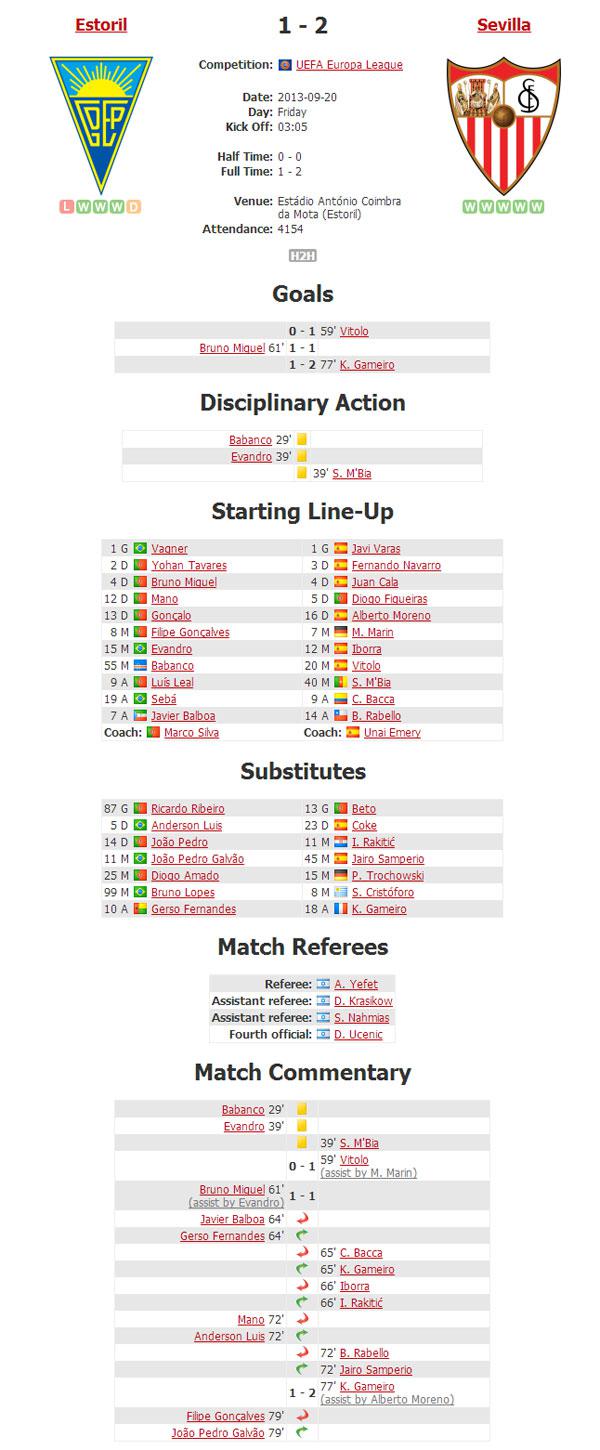 Estoril 1 - 2 Sevilla
Competition: UEFA Europa League
Date: 2013-09-20
Day: Friday
Kick Off: 03:05
Half Time: 0 - 0
Full Time: 1 - 2
Venue: Estádio António Coimbra
da Mota (Estoril)
Attendance: 4154
L W W W D
W W W W W
H2H
Goals
0 - 1 59' Vitolo
Bruno Miguel 61' 1 - 1
1 - 2 77' K. Gameiro
Disciplinary Action
Babanco 29'
Evandro 39'
39' S. M'Bia
Starting Line-Up
1 G Vagner 1 G Javi Varas
2 D Yohan Tavares 3 D Fernando Navarro
4 D Bruno Miguel 4 D Juan Cala
12 D Mano 5 D Diogo Figueiras
13 D Gonçalo 16 D Alberto Moreno
8 M Filipe Gonçalves 7 M M. Marin
15 M Evandro 12 M Iborra
55 M Babanco 20 M Vitolo
9 A Luís Leal 40 M S. M'Bia
19 A Sebá 9 A C. Bacca
7 A Javier Balboa 14 A B. Rabello
Coach: Marco Silva Coach: Unai Emery
Substitutes
87 G Ricardo Ribeiro 13 G Beto
5 D Anderson Luis 23 D Coke
14 D João Pedro 11 M I. Rakitić
11 M João Pedro Galvão 45 M Jairo Samperio
25 M Diogo Amado 15 M P. Trochowski
99 M Bruno Lopes 8 M S. Cristóforo
10 A Gerso Fernandes 18 A K. Gameiro
Match Referees
Referee: A. Yefet
Assistant referee: D. Krasikow
Assistant referee: S. Nahmias
Fourth official: D. Ucenic
Match Commentary
Babanco 29'
Evandro 39'
39' S. M'Bia
0 - 1 59' Vitolo
(assist by M. Marin)
Bruno Miguel 61' 1 - 1
(assist by Evandro)
Javier Balboa 64'
Gerso Fernandes 64'
65' C. Bacca
65' K. Gameiro
66' Iborra
66' I. Rakitić
Mano 72'
Anderson Luis 72'
72' B. Rabello
72' Jairo Samperio
1 - 2 77' K. Gameiro
(assist by Alberto Moreno)
Filipe Gonçalves 79'
João Pedro Galvão 79'